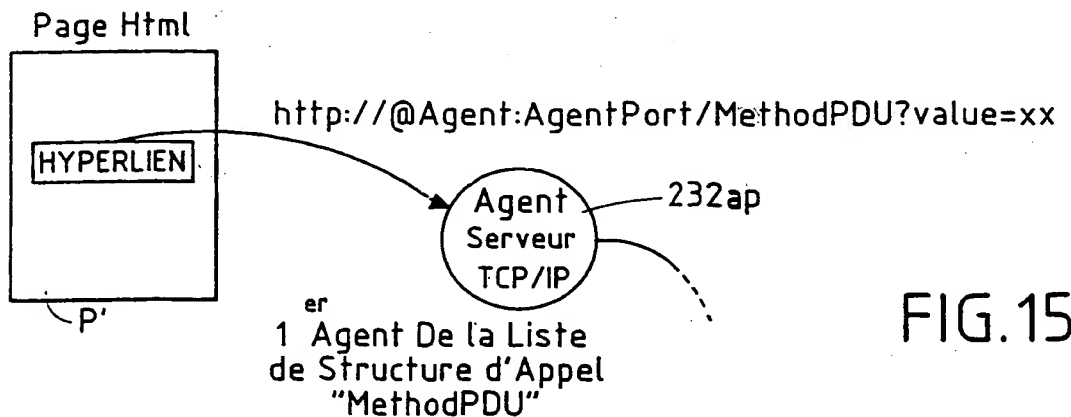 Page Html
http://@Agent:AgentPort/MethodPDU?value=xx
HYPERLIEN
Agent
Serveur
TCP/IP
232ap
P'
1er Agent De la Liste
de Structure d'Appel
"MethodPDU"
FIG.15